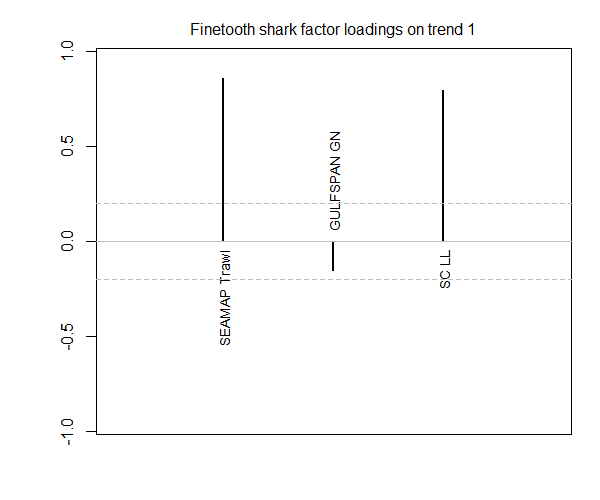 Finetooth shark factor loadings on trend 1
1.0
0.5
0.0
-0.5
-1.0
SEAMAP Trawl
GULFSPAN GN
SC LL